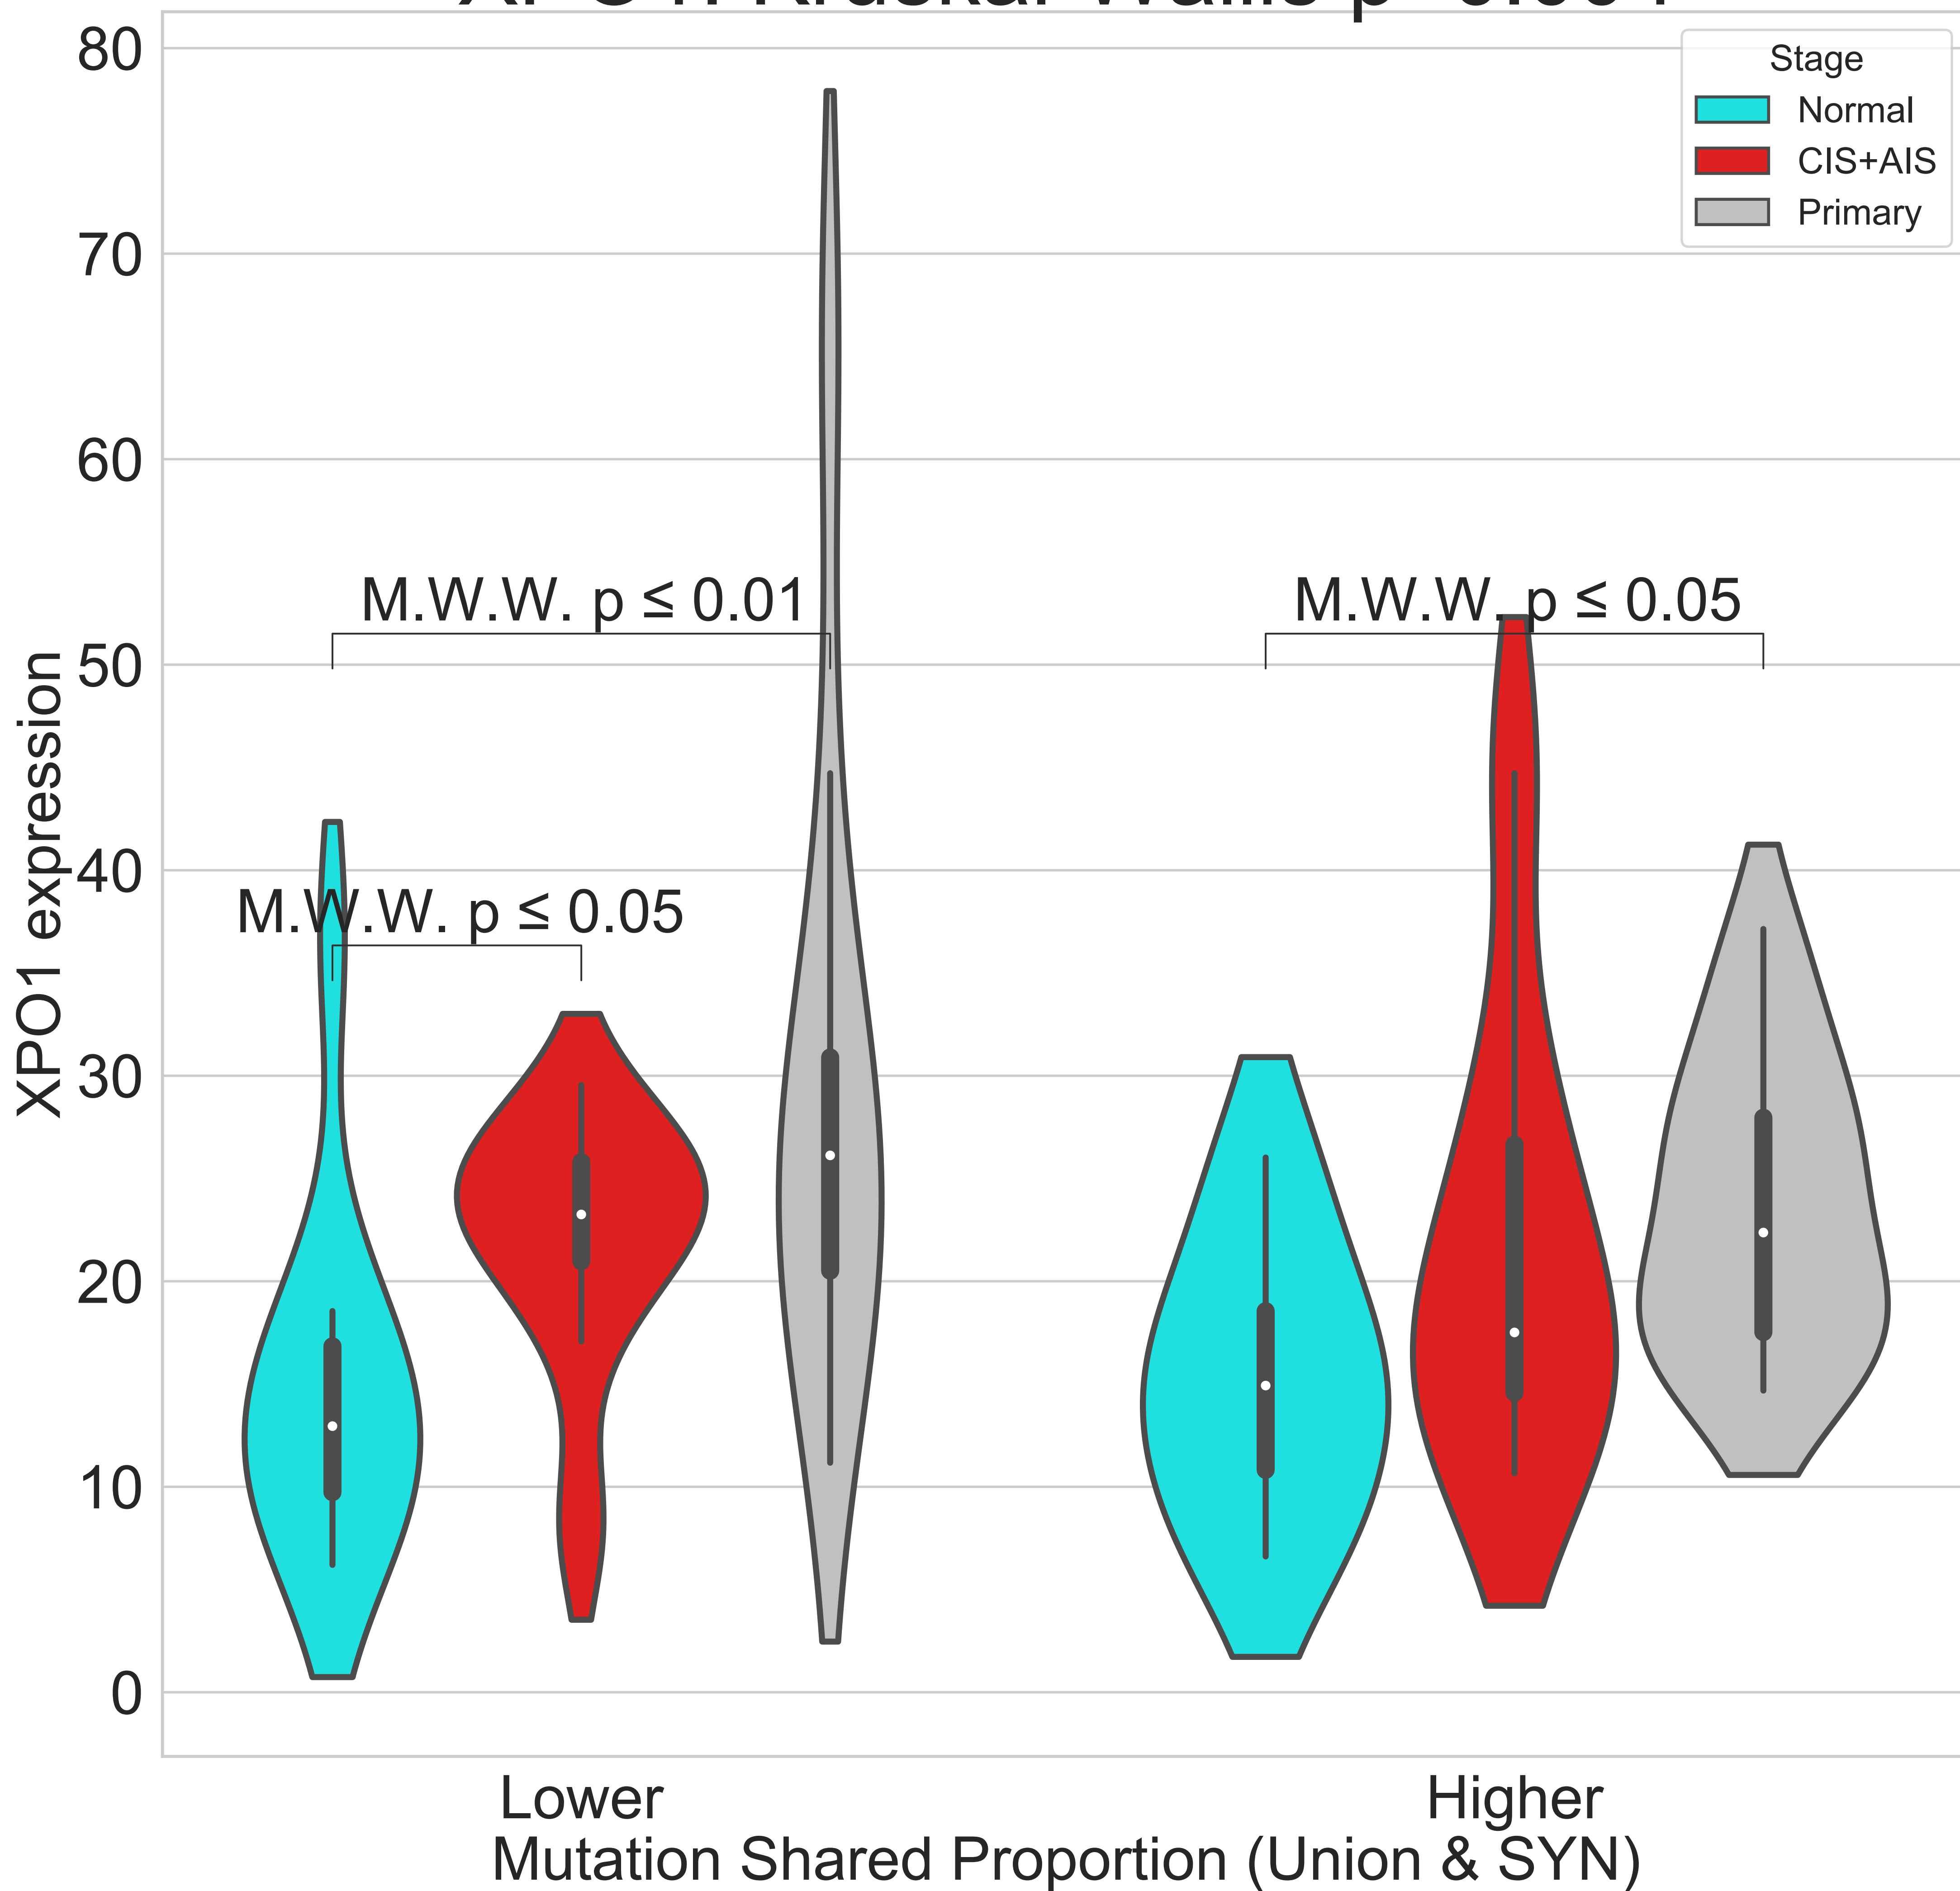 80
70
60
50
40
30
20
10
0
XPO1 expression
Stage
Normal
CIS+AIS
Primary
M.W.W. p ≤ 0.01
M.W.W. p ≤ 0.05
M.W.W. p ≤ 0.05
Lower
Higher
Mutation Shared Proportion (Union & SYN)